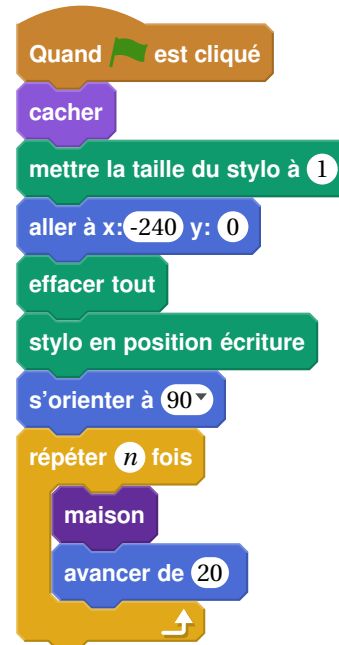 Quand est cliqué
cacher
mettre la taille du stylo à 1
aller à x: -240 y: 0
effacer tout
stylo en position écriture
s'orienter à 90
répéter n fois
maison
avancer de 20